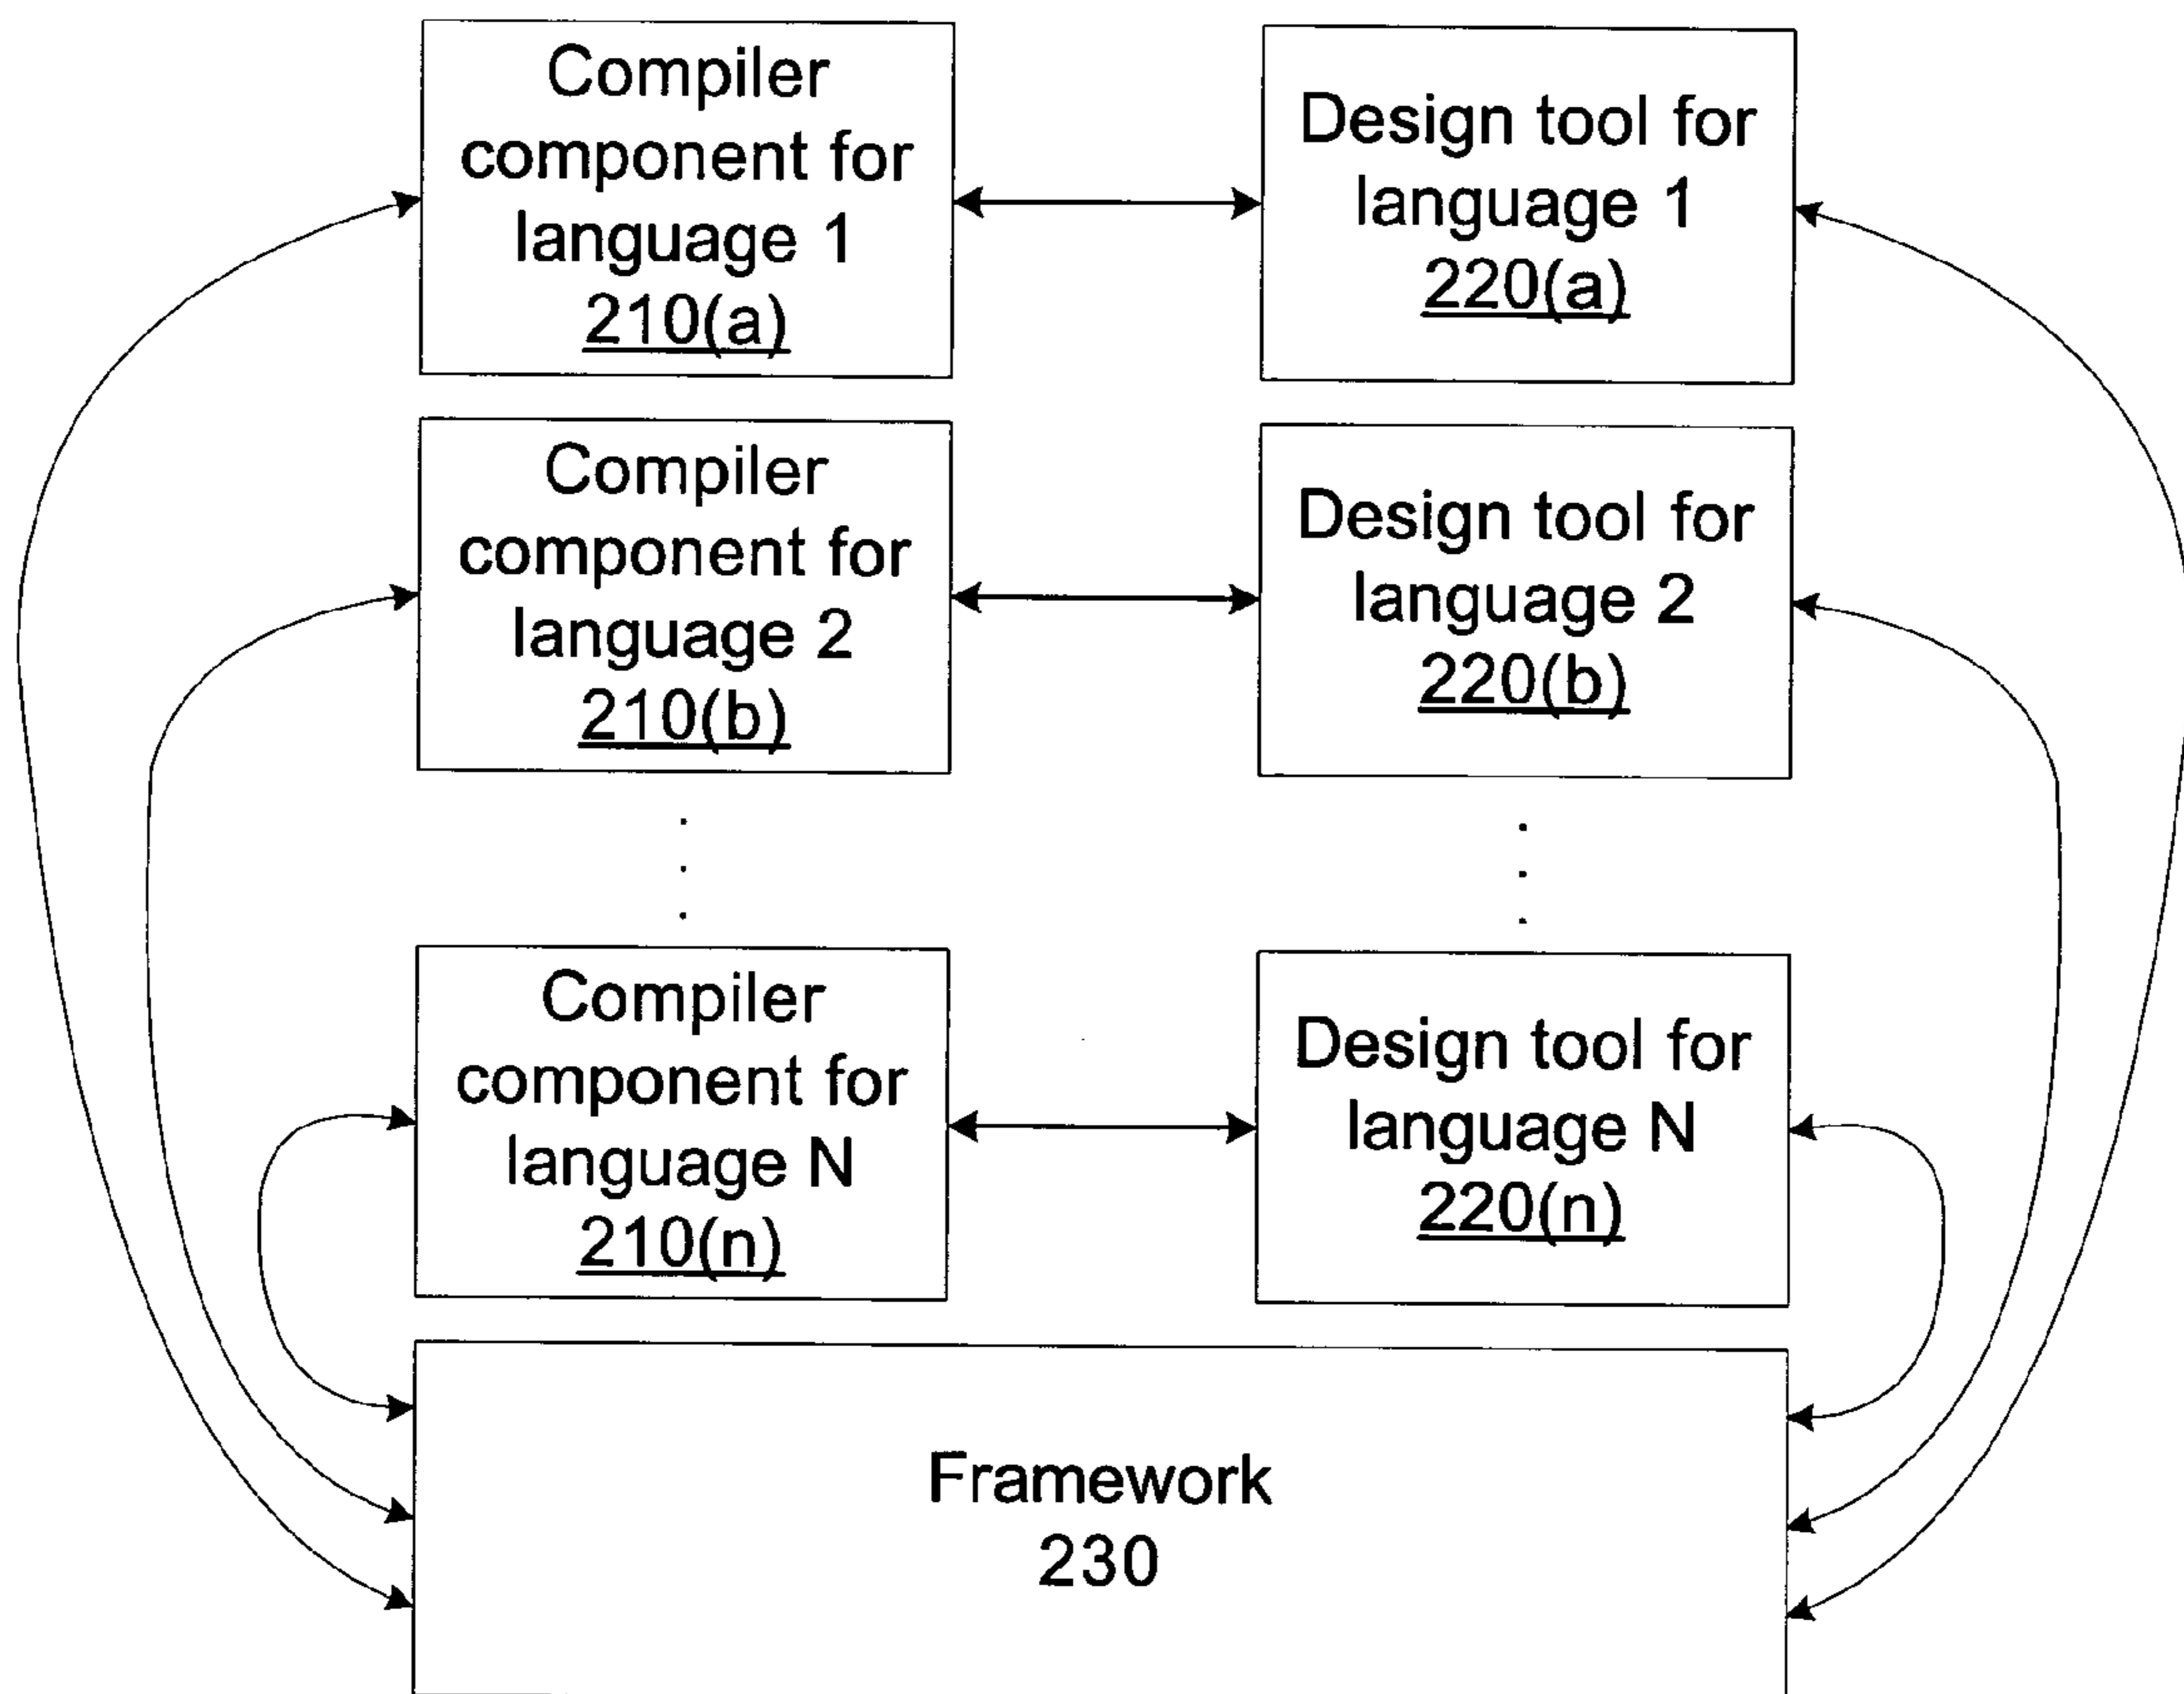 Compiler
component for
language 1
210(a)
Design tool for
language 1
220(a)
Compiler
component for
language 2
210(b)
Design tool for
language 2
220(b)
Compiler
component for
language N
210(n)
Design tool for
language N
220(n)
Framework
230